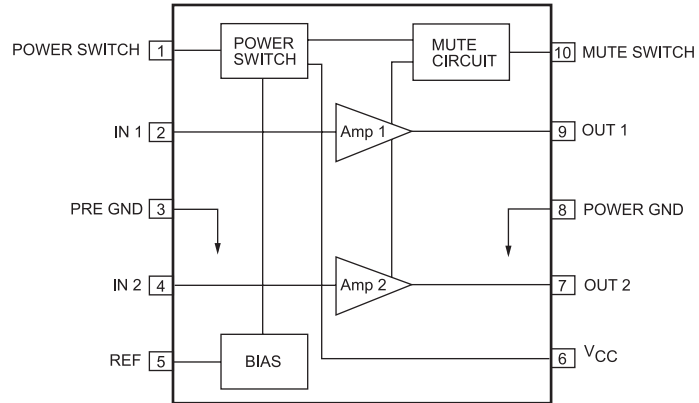 POWER SWITCH 1
POWER
SWITCH
MUTE
CIRCUIT
10 MUTE SWITCH
IN 1 2
Amp 1
9 OUT 1
PRE GND 3
8 POWER GND
IN 2 4
Amp 2
7 OUT 2
REF 5
BIAS
6 VCC